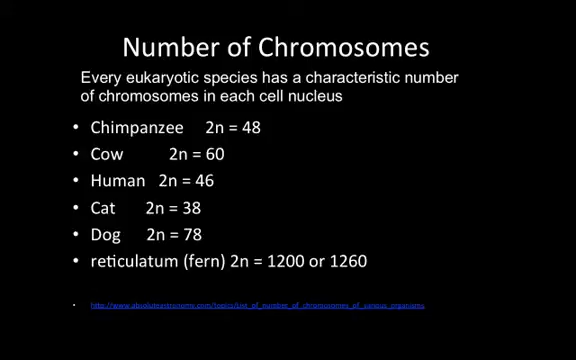 Number of Chromosomes
Every eukaryotic species has a characteristic number
of chromosomes in each cell nucleus
• Chimpanzee 2n = 48
• Cow 2n = 60
• Human 2n = 46
• Cat 2n = 38
• Dog 2n = 78
• reticulatum (fern) 2n = 1200 or 1260
• http://www.absoluteastronomy.com/topics/List_of_number_of_chromosomes_of_various_organisms